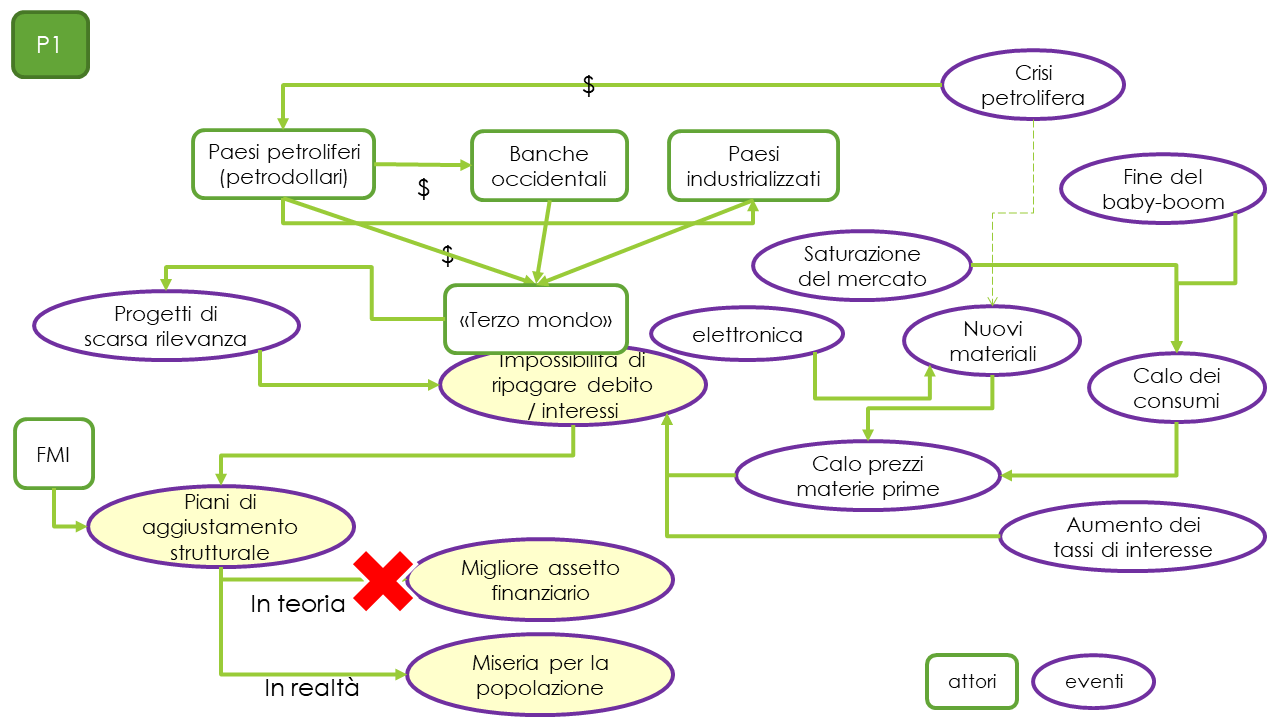 P1
Crisi
petrolifera
$
Paesi petroliferi
(petrodollari)
$
Banche
occidentali
Paesi
industrializzati
Fine del
baby-boom
$
Saturazione
del mercato
Progetti di
scarsa rilevanza
«Terzo mondo»
elettronica
Nuovi
materiali
Impossibilità di
ripagare debito
/ interessi
Calo dei
consumi
FMI
Calo prezzi
materie prime
Piani di
aggiustamento
strutturale
Aumento dei
tassi di interesse
In teoria
Migliore assetto
finanziario
In realtà
Miseria per la
popolazione
attori
eventi